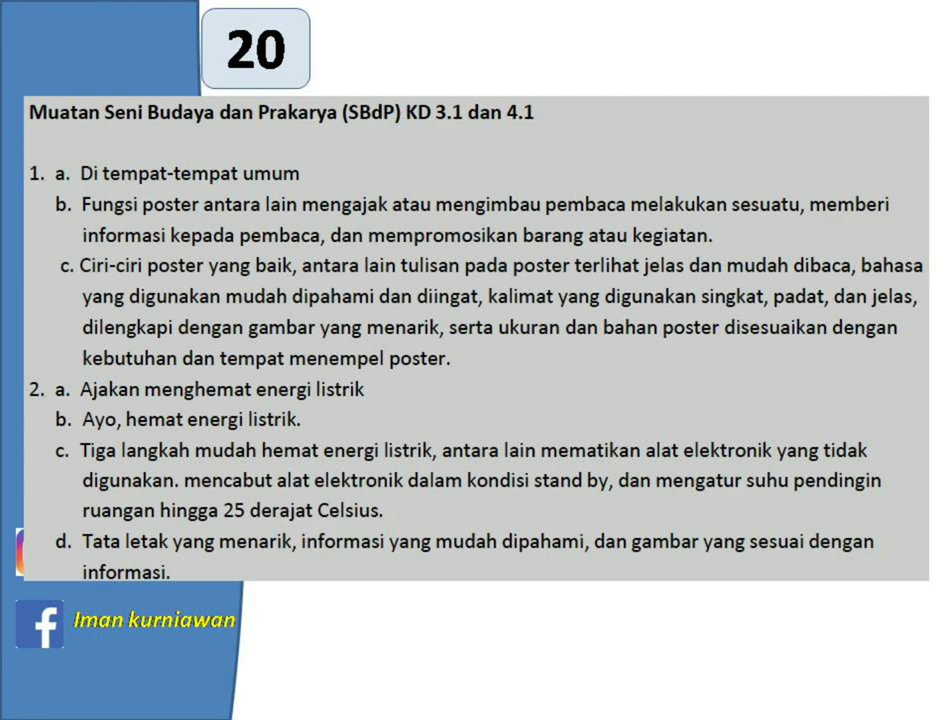 20
Muatan Seni Budaya dan Prakarya (SBdP) KD 3.1 dan 4.1
1. a. Di tempat-tempat umum
b. Fungsi poster antara lain mengajak atau mengimbau pembaca melakukan sesuatu, memberi
informasi kepada pembaca, dan mempromosikan barang atau kegiatan.
c. Ciri-ciri poster yang baik, antara lain tulisan pada poster terlihat jelas dan mudah dibaca, bahasa
yang digunakan mudah dipahami dan diingat, kalimat yang digunakan singkat, padat, dan jelas,
dilengkapi dengan gambar yang menarik, serta ukuran dan bahan poster disesuaikan dengan
kebutuhan dan tempat menempel poster.
2. a. Ajakan menghemat energi listrik
b. Ayo, hemat energi listrik.
c. Tiga langkah mudah hemat energi listrik, antara lain mematikan alat elektronik yang tidak
digunakan. mencabut alat elektronik dalam kondisi stand by, dan mengatur suhu pendingin
ruangan hingga 25 derajat Celsius.
d. Tata letak yang menarik, informasi yang mudah dipahami, dan gambar yang sesuai dengan
informasi.
f Iman kurniawan